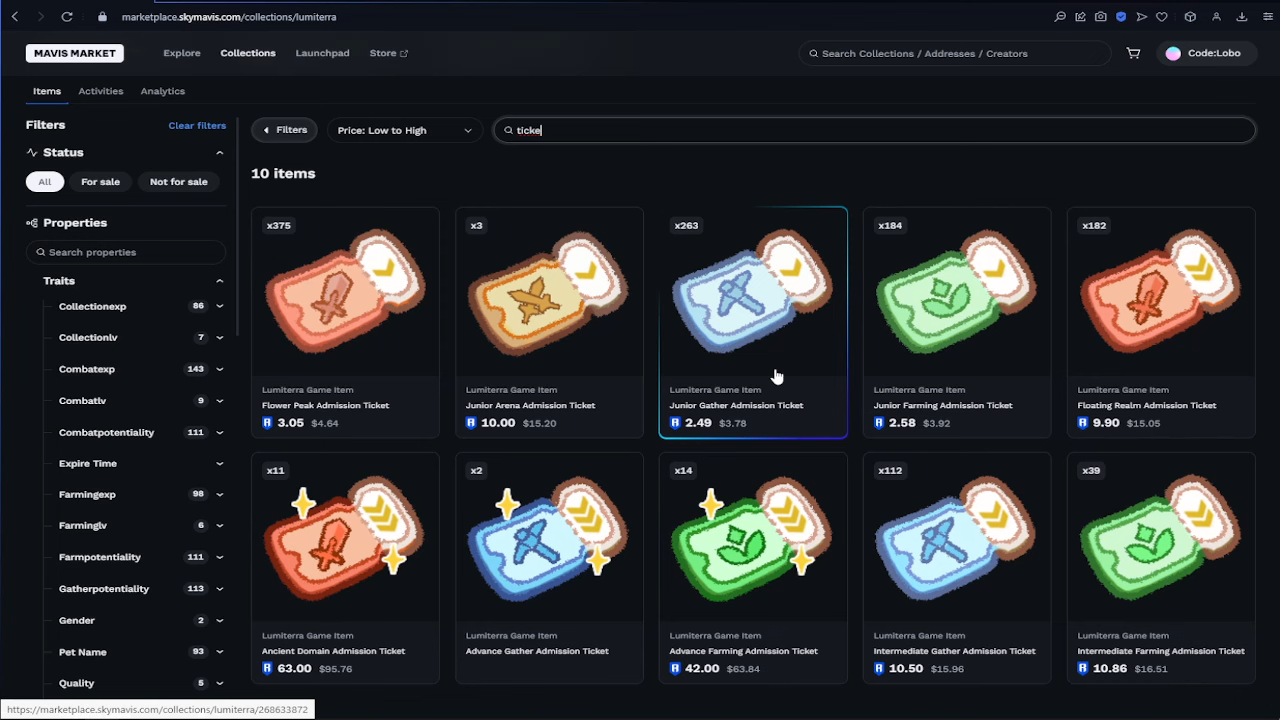 marketplace.skymavis.com/collections/lumiterra
MAVIS MARKET
Explore
Collections
Launchpad
Store
Search Collections / Addresses / Creators
Code:Lobo
Items
Activities
Analytics
Filters
Clear filters
Filters
Price: Low to High
ticke
Status
All
For sale
Not for sale
Properties
Search properties
Traits
Collectionexp 86
Collectionlv 7
Combatexp 143
Combatlv 9
Combatpotentiality 111
Expire Time
Farmingexp 98
Farminglv 6
Farmpotentiality 111
Gatherpotentiality 113
Gender 2
Pet Name 93
Quality 5
10 items
x375
Lumiterra Game Item
Flower Peak Admission Ticket
3.05 $4.64
x3
Lumiterra Game Item
Junior Arena Admission Ticket
10.00 $15.20
x263
Lumiterra Game Item
Junior Gather Admission Ticket
2.49 $3.78
x184
Lumiterra Game Item
Junior Farming Admission Ticket
2.58 $3.92
x182
Lumiterra Game Item
Floating Realm Admission Ticket
9.90 $15.05
x11
Lumiterra Game Item
Ancient Domain Admission Ticket
63.00 $95.76
x2
Lumiterra Game Item
Advance Gather Admission Ticket
x14
Lumiterra Game Item
Advance Farming Admission Ticket
42.00 $63.84
x112
Lumiterra Game Item
Intermediate Gather Admission Ticket
10.50 $15.96
x39
Lumiterra Game Item
Intermediate Farming Admission Ticket
10.86 $16.51
https://marketplace.skymavis.com/collections/lumiterra/268633872